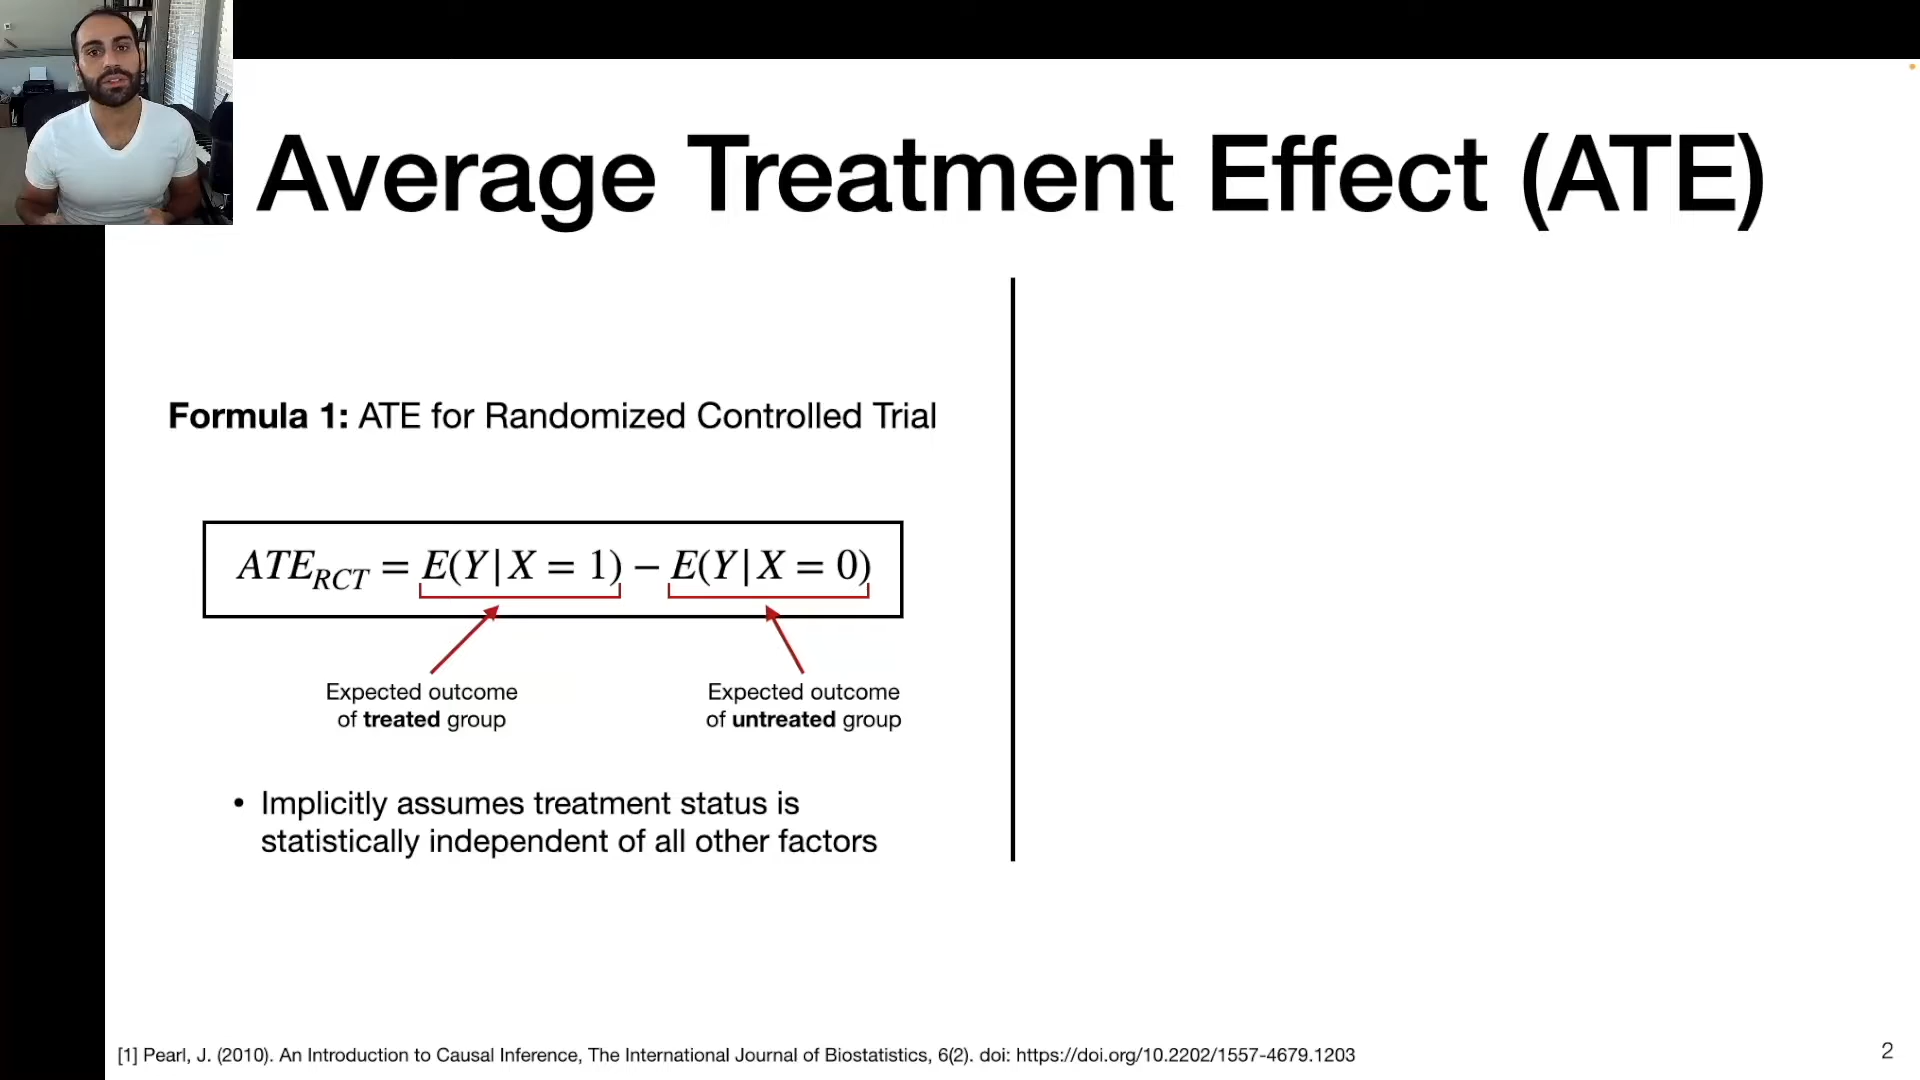 Average Treatment Effect (ATE)
Formula 1: ATE for Randomized Controlled Trial
ATE_RCT = E(Y|X = 1) − E(Y|X = 0)
Expected outcome
of treated group
Expected outcome
of untreated group
• Implicitly assumes treatment status is
statistically independent of all other factors
[1] Pearl, J. (2010). An Introduction to Causal Inference, The International Journal of Biostatistics, 6(2). doi: https://doi.org/10.2202/1557-4679.1203
2